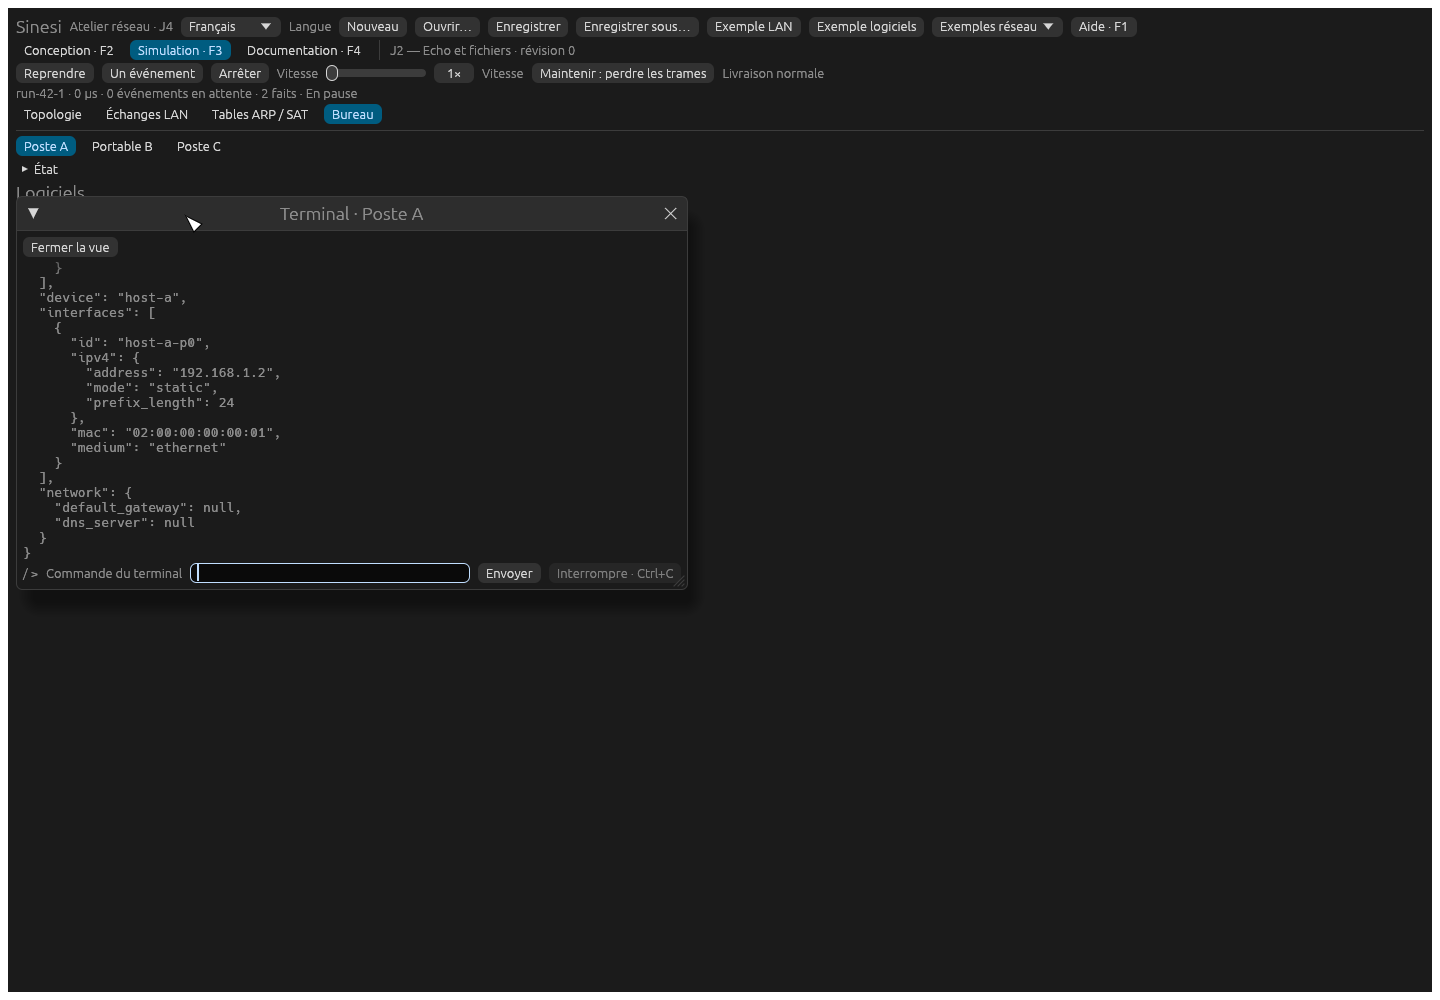 Sinesi Atelier réseau · J4 Français Langue Nouveau Ouvrir… Enregistrer Enregistrer sous… Exemple LAN Exemple logiciels Exemples réseau Aide · F1
Conception · F2 Simulation · F3 Documentation · F4 J2 — Echo et fichiers · révision 0
Reprendre Un événement Arrêter Vitesse 1× Vitesse Maintenir : perdre les trames Livraison normale
run-42-1 · 0 µs · 0 événements en attente · 2 faits · En pause
Topologie Échanges LAN Tables ARP / SAT Bureau
Poste A Portable B Poste C
État
Logiciels
Terminal · Poste A
Fermer la vue
    }
  ],
  "device": "host-a",
  "interfaces": [
    {
      "id": "host-a-p0",
      "ipv4": {
        "address": "192.168.1.2",
        "mode": "static",
        "prefix_length": 24
      },
      "mac": "02:00:00:00:00:01",
      "medium": "ethernet"
    }
  ],
  "network": {
    "default_gateway": null,
    "dns_server": null
  }
}
/ > Commande du terminal Envoyer Interrompre · Ctrl+C